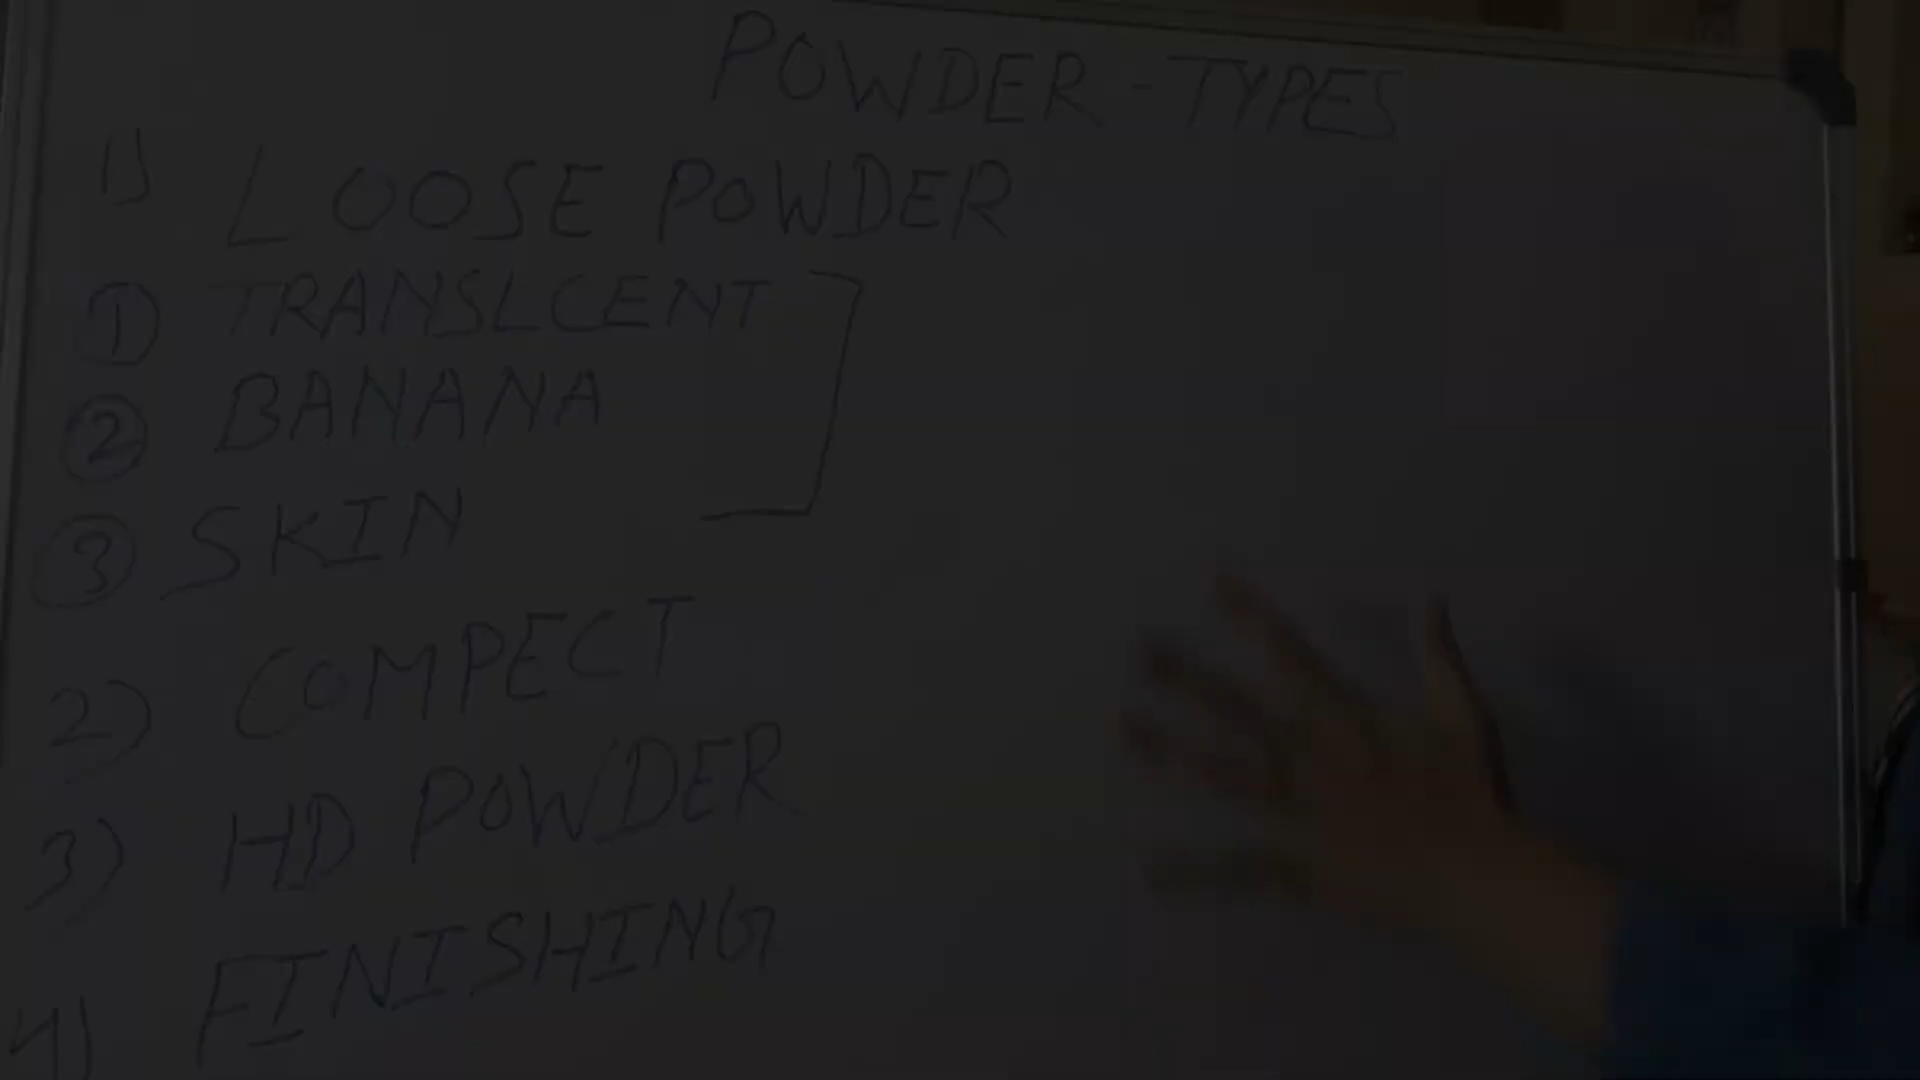 POWDER-TYPES
1) LOOSE POWDER
① TRANSLCENT
② BANANA
③ SKIN
2) COMPECT
3) HD POWDER
4) FINISHING